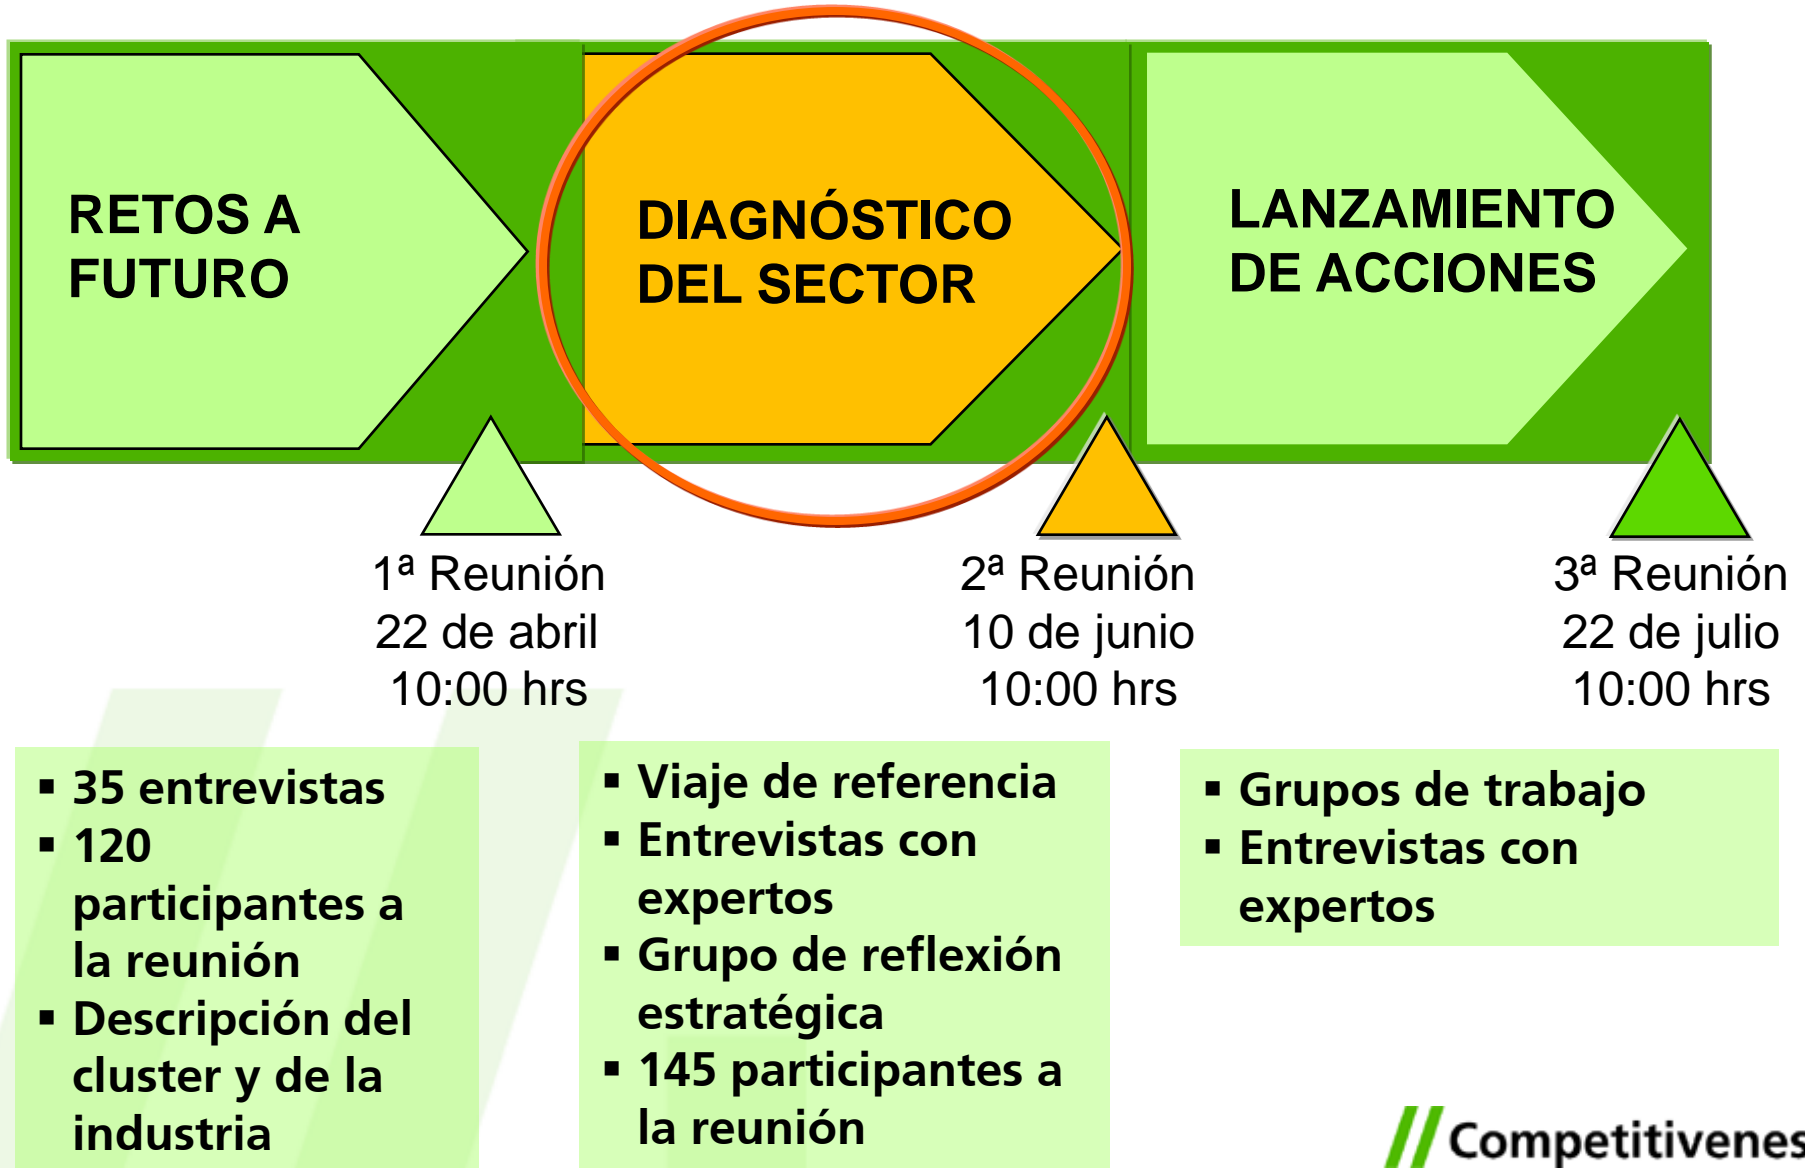 RETOS A
FUTURO
DIAGNÓSTICO
DEL SECTOR
LANZAMIENTO
DE ACCIONES
1ª Reunión
22 de abril
10:00 hrs
2ª Reunión
10 de junio
10:00 hrs
3ª Reunión
22 de julio
10:00 hrs
▪ 35 entrevistas
▪ 120
participantes a
la reunión
▪ Descripción del
cluster y de la
industria
▪ Viaje de referencia
▪ Entrevistas con
expertos
▪ Grupo de reflexión
estratégica
▪ 145 participantes a
la reunión
▪ Grupos de trabajo
▪ Entrevistas con
expertos
//Competitivenes